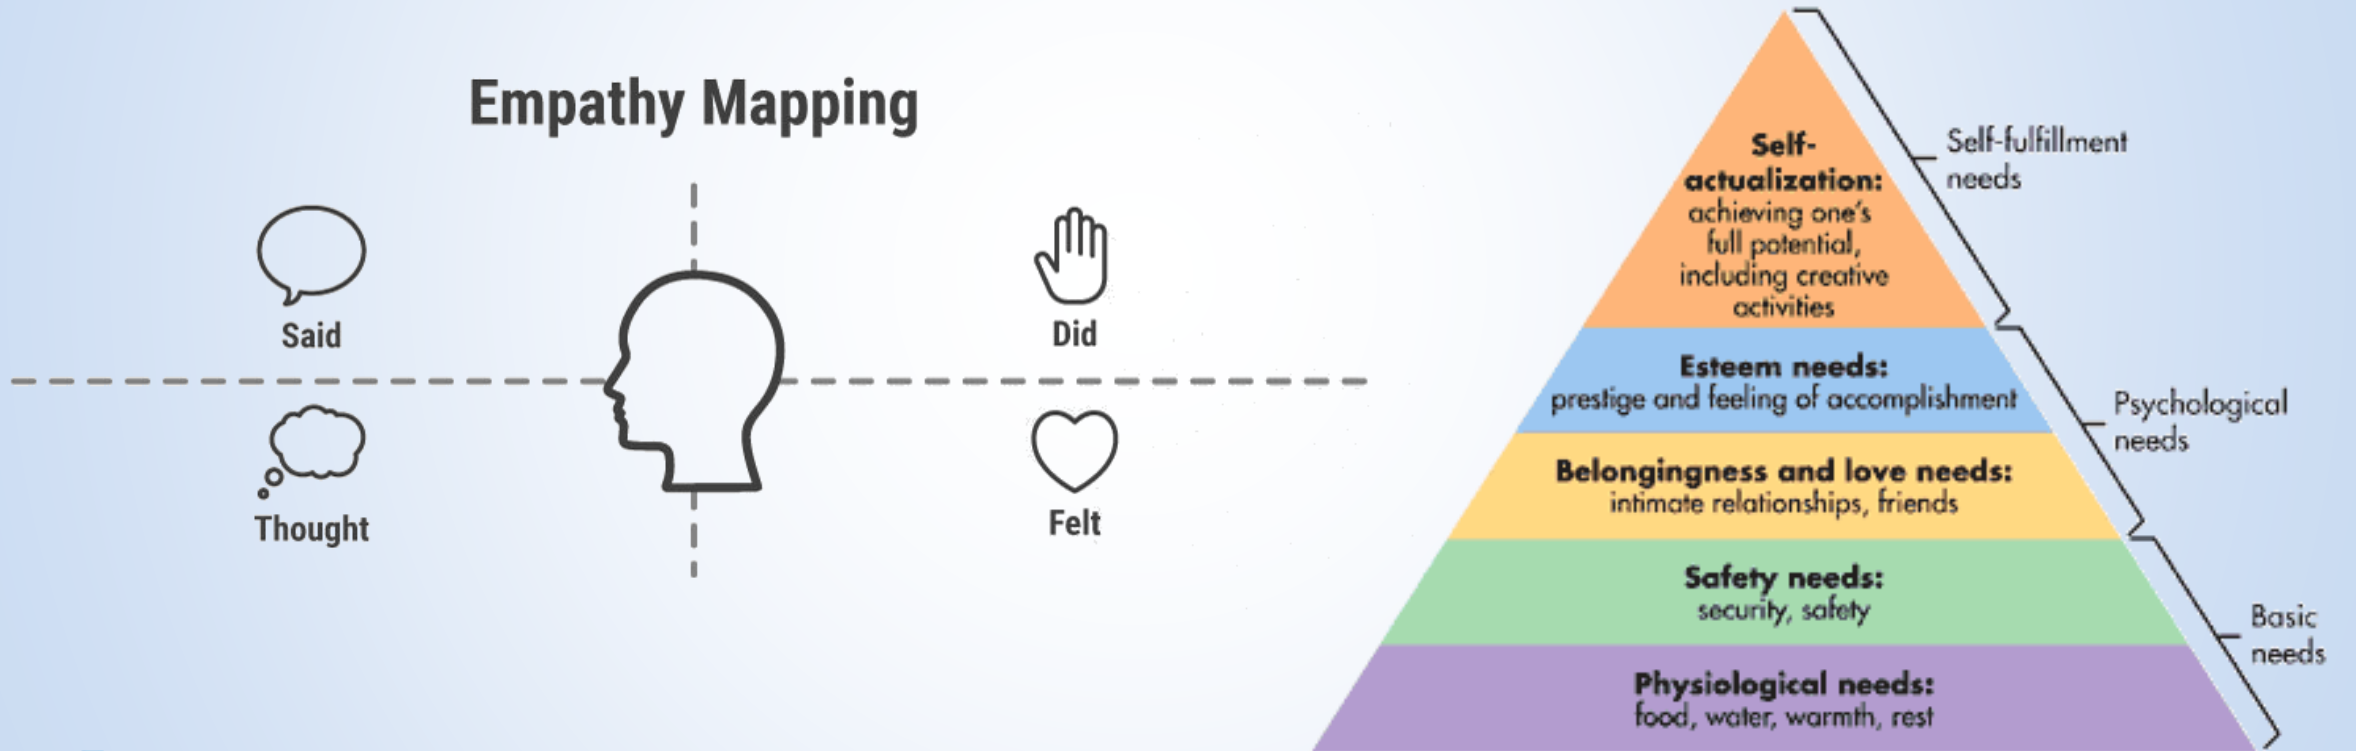 Empathy Mapping
Said
Did
Thought
Felt
Self-
actualization:
achieving one's
full potential,
including creative
activities
Esteem needs:
prestige and feeling of accomplishment
Belongingness and love needs:
intimate relationships, friends
Safety needs:
security, safety
Physiological needs:
food, water, warmth, rest
Self-fulfillment
needs
Psychological
needs
Basic
needs